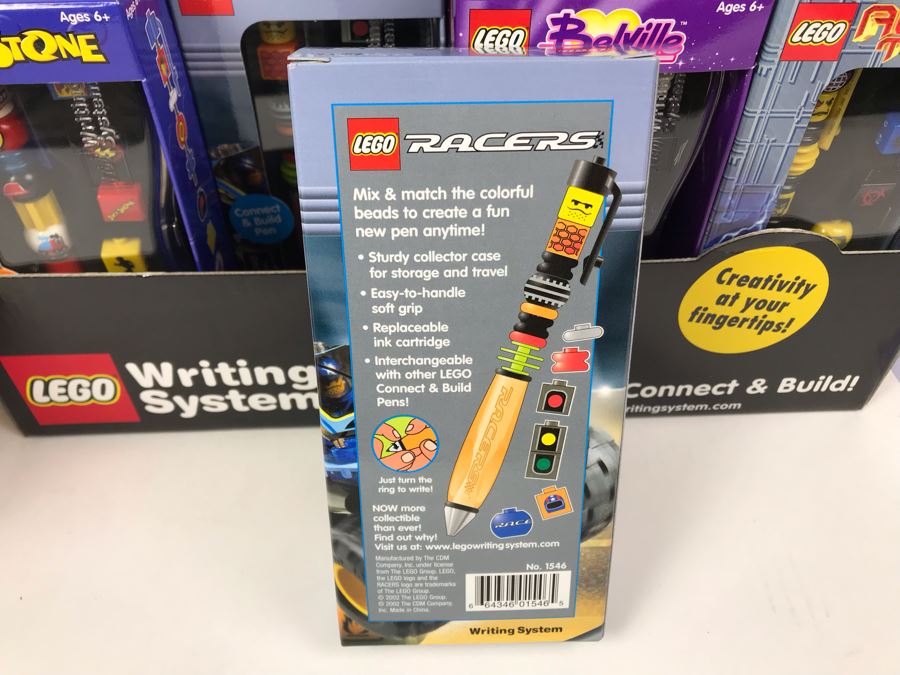 Ages 6+
STONE
LEGO
Belville™
Ages 6+
LEGO
Connect
& Build
Pen
LEGO RACERS
Mix & match the colorful
beads to create a fun
new pen anytime!
• Sturdy collector case
for storage and travel
• Easy-to-handle
soft grip
• Replaceable
ink cartridge
• Interchangeable
with other LEGO
Connect & Build
Pens!
RACERS
RACE
Just turn the
ring to write!
NOW more
collectible
than ever!
Find out why!
Visit us at: www.legowritingsystem.com
Manufactured by The CDM
Company, Inc. under license
from The LEGO Group. LEGO,
the LEGO logo and the
RACERS logo are trademarks
of The LEGO Group.
© 2002 The LEGO Group.
© 2002 The CDM Company,
Inc. Made in China.
No. 1546
6 64346 01546 5
Writing System
LEGO Writing
System
Creativity
at your
fingertips!
Connect & Build!
ritingsystem.com